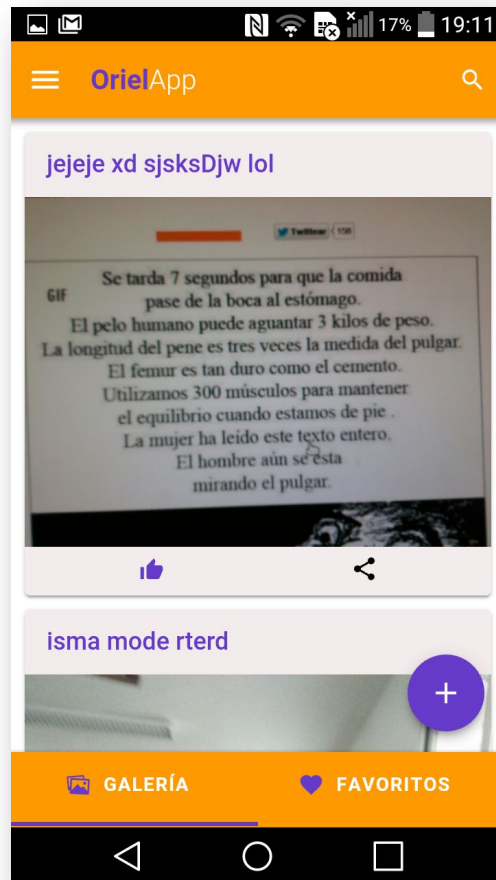 17% 19:11
OrielApp
jejeje xd sjsksDjw lol
Twittear 158
GIF
Se tarda 7 segundos para que la comida
pase de la boca al estómago.
El pelo humano puede aguantar 3 kilos de peso.
La longitud del pene es tres veces la medida del pulgar.
El femur es tan duro como el cemento.
Utilizamos 300 músculos para mantener
el equilibrio cuando estamos de pie .
La mujer ha leído este texto entero.
El hombre aún se esta
mirando el pulgar.
isma mode rterd
+
GALERÍA FAVORITOS